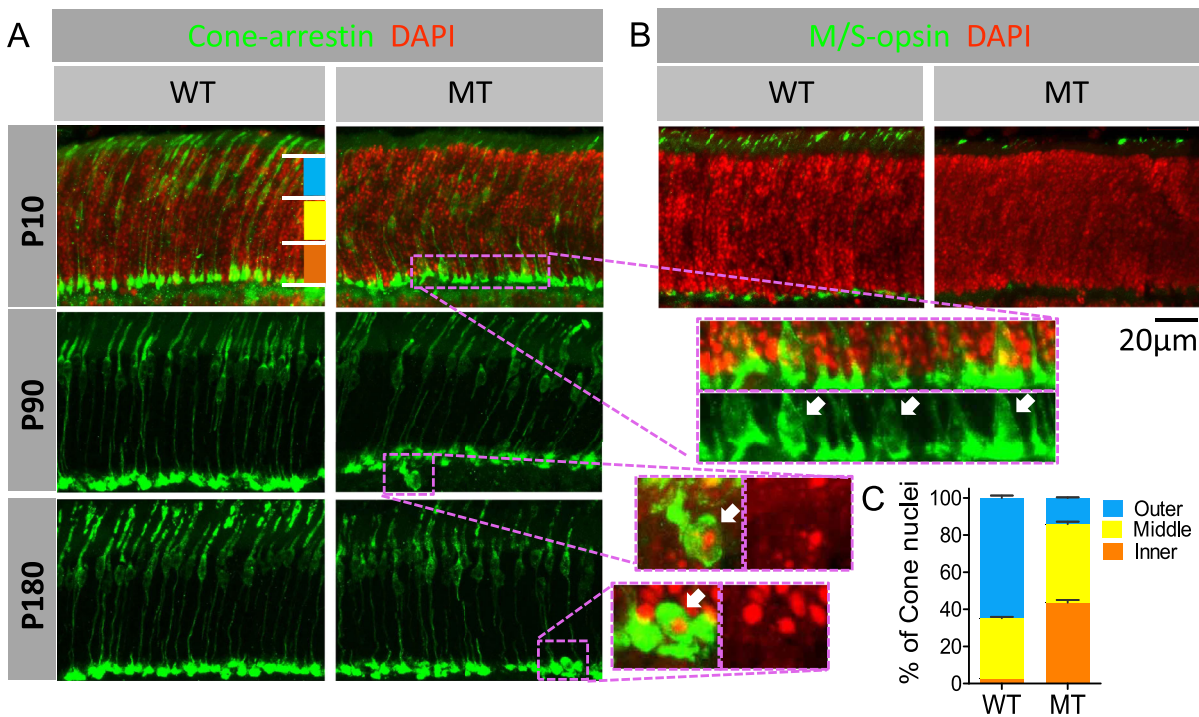 A
Cone-arrestin DAPI
B
M/S-opsin DAPI
WT
MT
WT
MT
P10
20µm
P90
P180
C
% of Cone nuclei
100
80
60
40
20
0
WT
MT
Outer
Middle
Inner